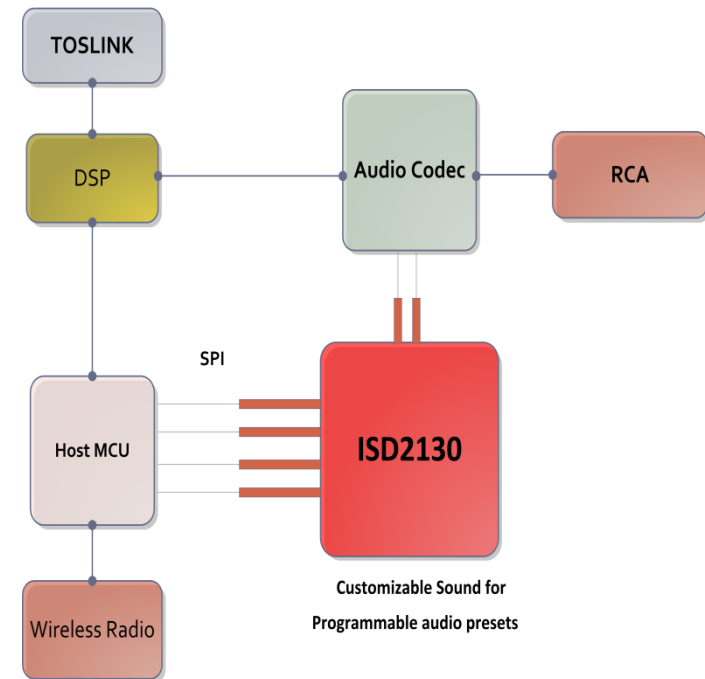 TOSLINK
DSP
Audio Codec
RCA
SPI
Host MCU
ISD2130
Customizable Sound for
Programmable audio presets
Wireless Radio